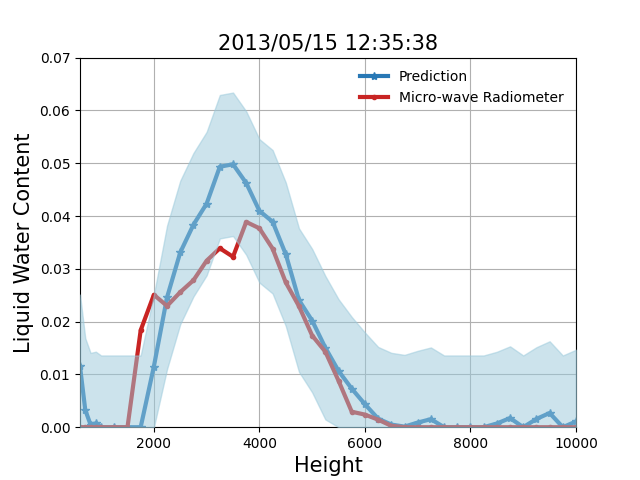 2013/05/15 12:35:38
Prediction
Micro-wave Radiometer
Liquid Water Content
0.07
0.06
0.05
0.04
0.03
0.02
0.01
0.00
2000 4000 6000 8000 10000
Height